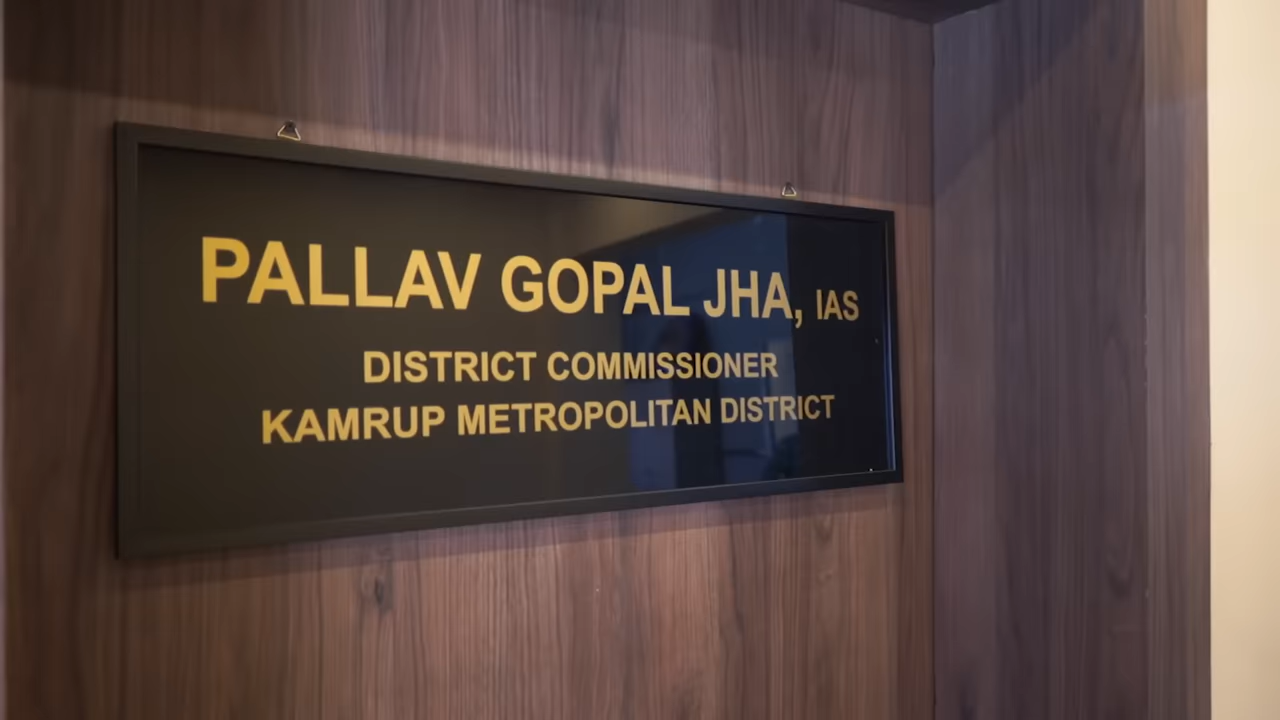 PALLAV GOPAL JHA, IAS
DISTRICT COMMISSIONER
KAMRUP METROPOLITAN DISTRICT